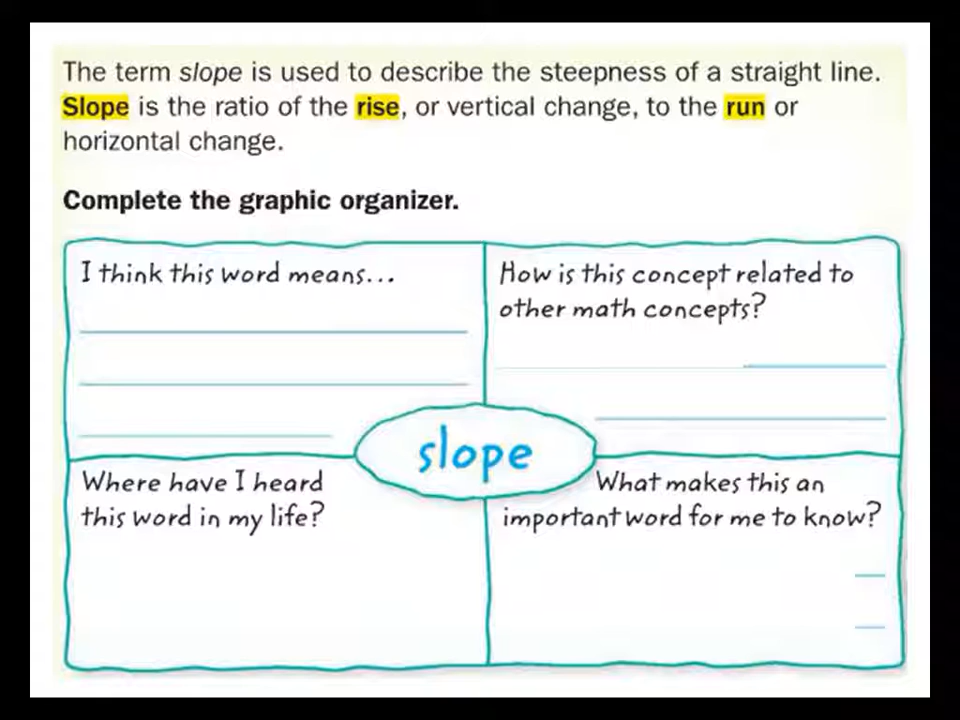 The term slope is used to describe the steepness of a straight line.
Slope is the ratio of the rise, or vertical change, to the run or
horizontal change.
Complete the graphic organizer.
I think this word means...
How is this concept related to
other math concepts?
slope
Where have I heard
this word in my life?
What makes this an
important word for me to know?